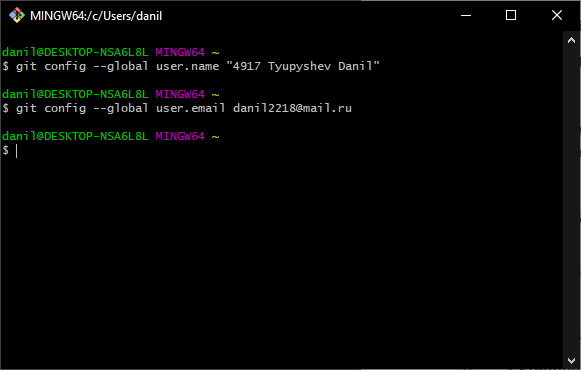 MINGW64:/c/Users/danil
danil@DESKTOP-NSA6L8L MINGW64 ~
$ git config --global user.name "4917 Tyupyshev Danil"
danil@DESKTOP-NSA6L8L MINGW64 ~
$ git config --global user.email danil2218@mail.ru
danil@DESKTOP-NSA6L8L MINGW64 ~
$